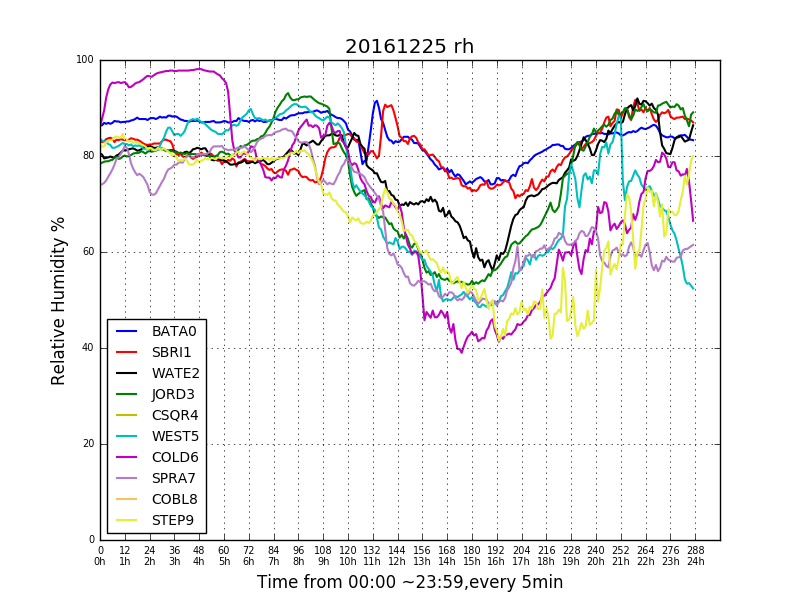 20161225 rh
100
80
60
40
20
0
Relative Humidity %
BATA0
SBRI1
WATE2
JORD3
CSQR4
WEST5
COLD6
SPRA7
COBL8
STEP9
0 12 24 36 48 60 72 84 96 108 120 132 144 156 168 180 192 204 216 228 240 252 264 276 288
0h 1h 2h 3h 4h 5h 6h 7h 8h 9h 10h 11h 12h 13h 14h 15h 16h 17h 18h 19h 20h 21h 22h 23h 24h
Time from 00:00 ~23:59,every 5min